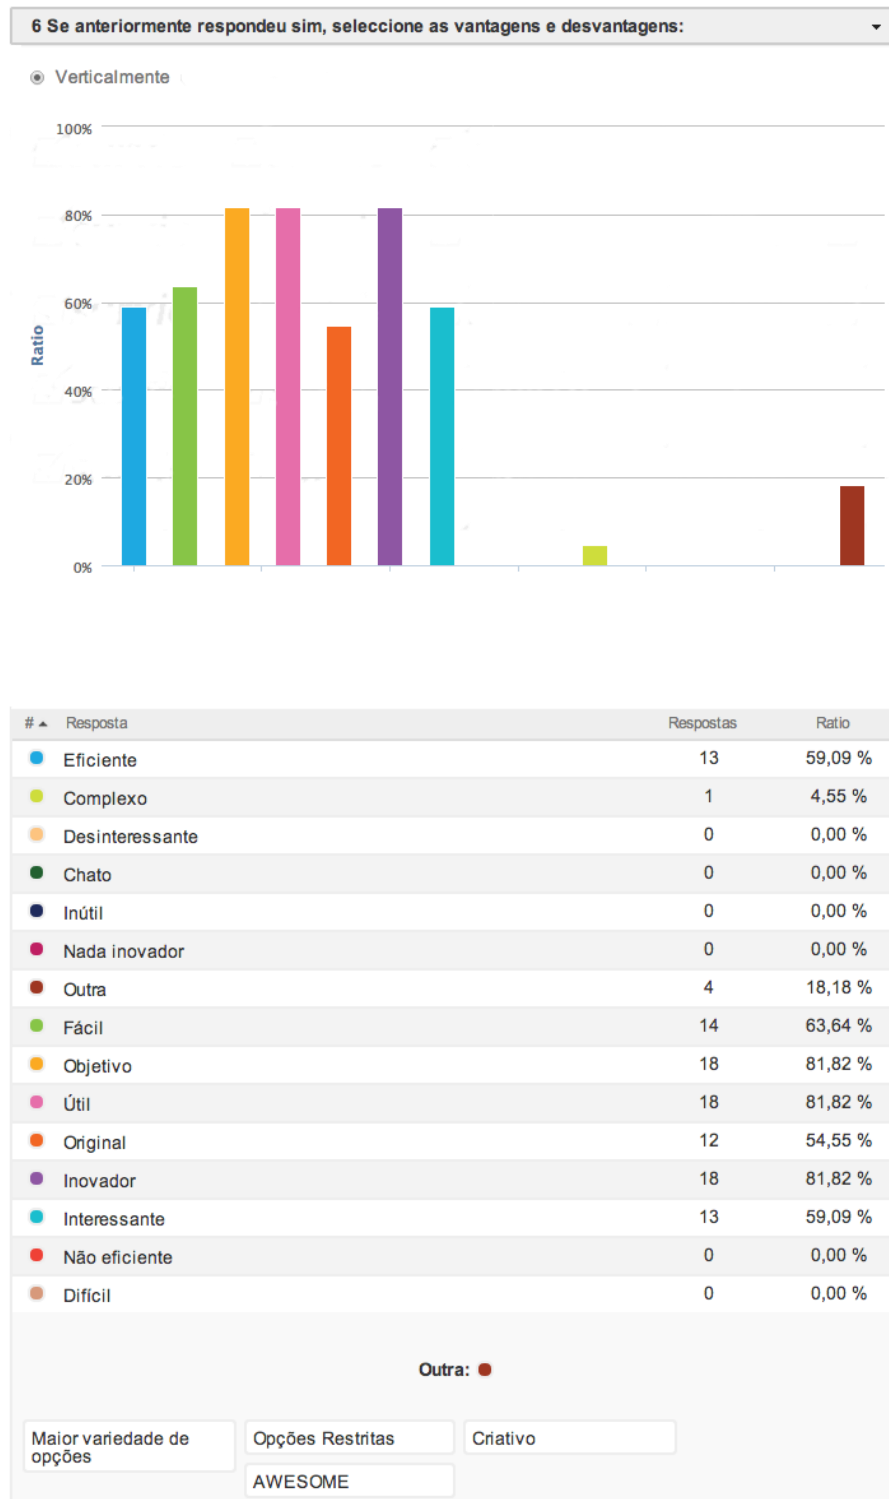 6 Se anteriormente respondeu sim, seleccione as vantagens e desvantagens:
Verticalmente
100%
80%
60%
40%
20%
0%
Ratio
# Resposta Respostas Ratio
Eficiente 13 59,09 %
Complexo 1 4,55 %
Desinteressante 0 0,00 %
Chato 0 0,00 %
Inútil 0 0,00 %
Nada inovador 0 0,00 %
Outra 4 18,18 %
Fácil 14 63,64 %
Objetivo 18 81,82 %
Útil 18 81,82 %
Original 12 54,55 %
Inovador 18 81,82 %
Interessante 13 59,09 %
Não eficiente 0 0,00 %
Difícil 0 0,00 %
Outra:
Maior variedade de
opções
Opções Restritas
Criativo
AWESOME